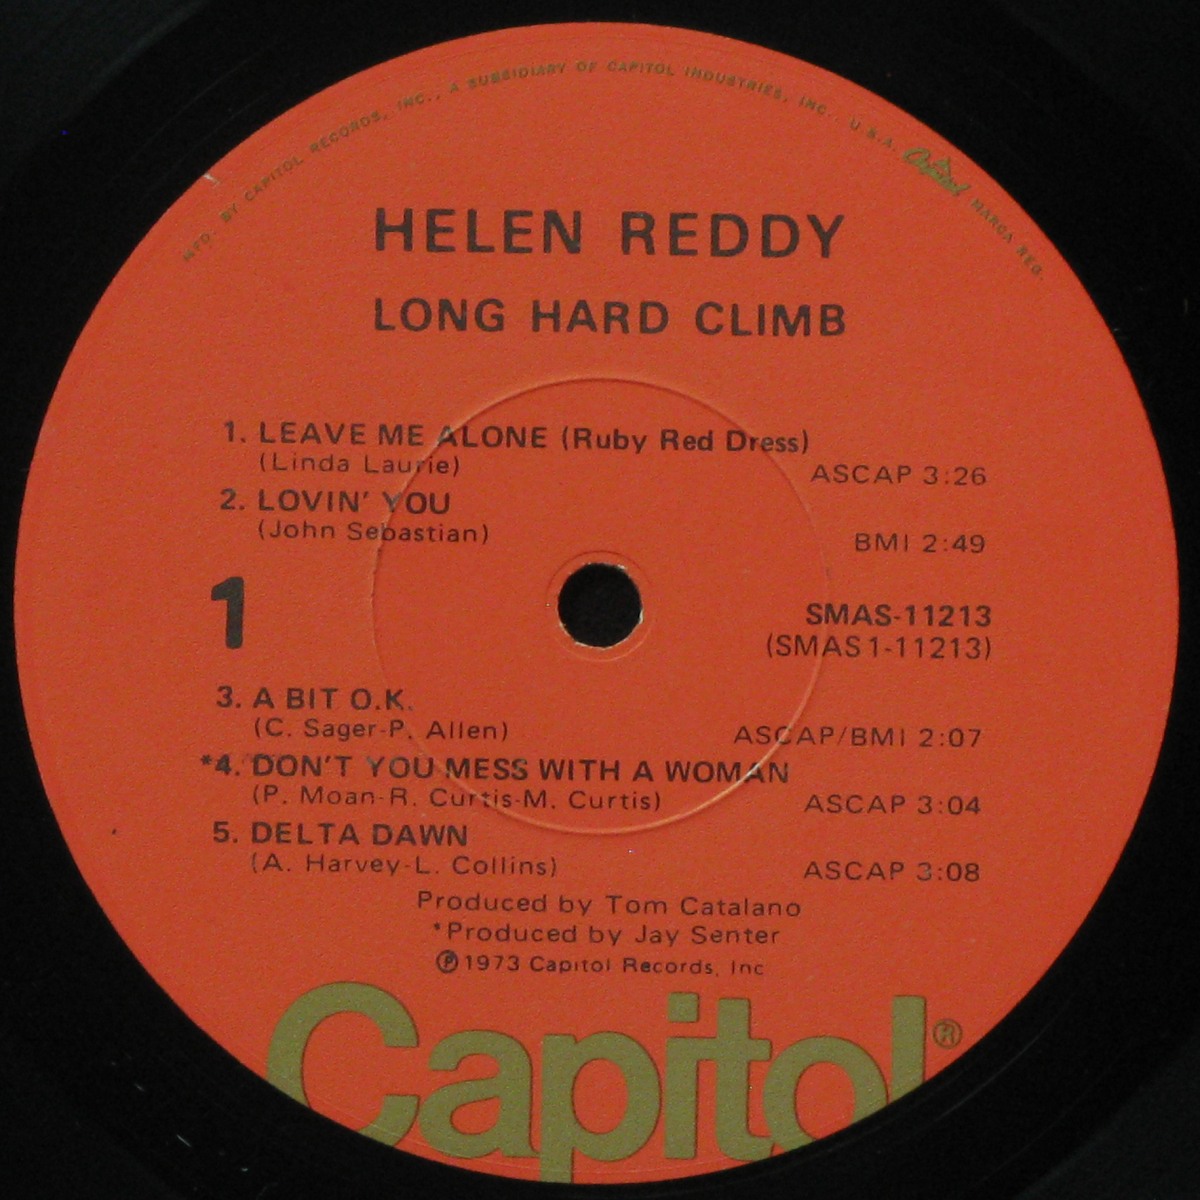 MFD. BY CAPITOL RECORDS, INC., A SUBSIDIARY OF CAPITOL INDUSTRIES, INC., U.S.A. Capitol MARCA REG.
HELEN REDDY
LONG HARD CLIMB
1. LEAVE ME ALONE (Ruby Red Dress)
(Linda Laurie) ASCAP 3:26
2. LOVIN' YOU
(John Sebastian) BMI 2:49
1
SMAS-11213
(SMAS1-11213)
3. A BIT O.K.
(C. Sager-P. Allen) ASCAP/BMI 2:07
*4. DON'T YOU MESS WITH A WOMAN
(P. Moan-R. Curtis-M. Curtis) ASCAP 3:04
5. DELTA DAWN
(A. Harvey-L. Collins) ASCAP 3:08
Produced by Tom Catalano
*Produced by Jay Senter
℗1973 Capitol Records, Inc
Capitol®